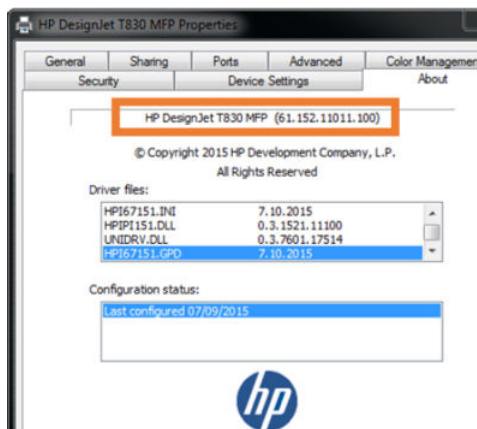 HP DesignJet T830 MFP Properties
General Sharing Ports Advanced Color Management
Security Device Settings About
HP DesignJet T830 MFP (61.152.11011.100)
© Copyright 2015 HP Development Company, L.P.
All Rights Reserved
Driver files:
HPI67151.INI 7.10.2015
HPIPI151.DLL 0.3.1521.11100
UNIDRV.DLL 0.3.7601.17514
HPI67151.GPD 7.10.2015
Configuration status:
Last configured 07/09/2015
hp